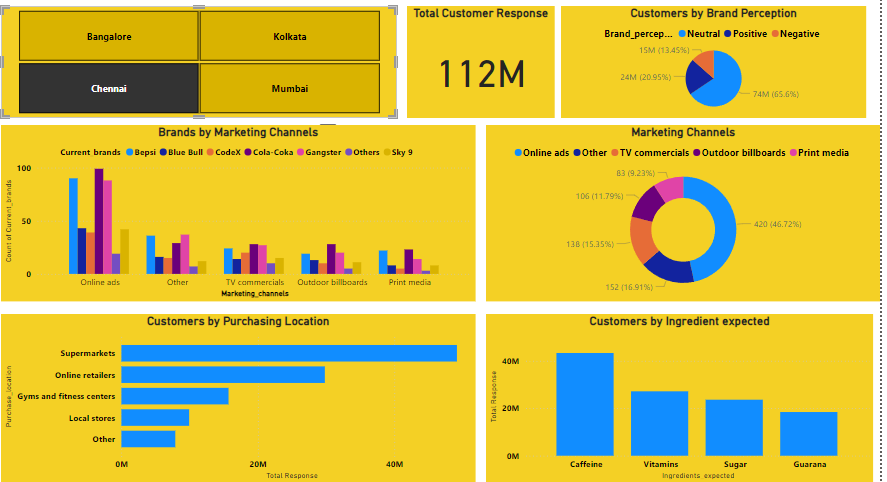 Bangalore
Kolkata
Chennai
Mumbai
Total Customer Response
112M
Customers by Brand Perception
Brand_percep... Neutral Positive Negative
15M (13.45%)
24M (20.95%)
74M (65.6%)
Brands by Marketing Channels
Current brands Bepsi Blue Bull CodeX Cola-Coka Gangster Others Sky 9
Count of Current_brands
100
50
0
Online ads Other TV commercials Outdoor billboards Print media
Marketing_channels
Marketing Channels
Online ads Other TV commercials Outdoor billboards Print media
83 (9.23%)
106 (11.79%)
138 (15.35%)
152 (16.91%)
420 (46.72%)
Customers by Purchasing Location
Purchase_location
Supermarkets
Online retailers
Gyms and fitness centers
Local stores
Other
0M 20M 40M
Total Response
Customers by Ingredient expected
Total Response
40M
20M
0M
Caffeine Vitamins Sugar Guarana
Ingredients_expected